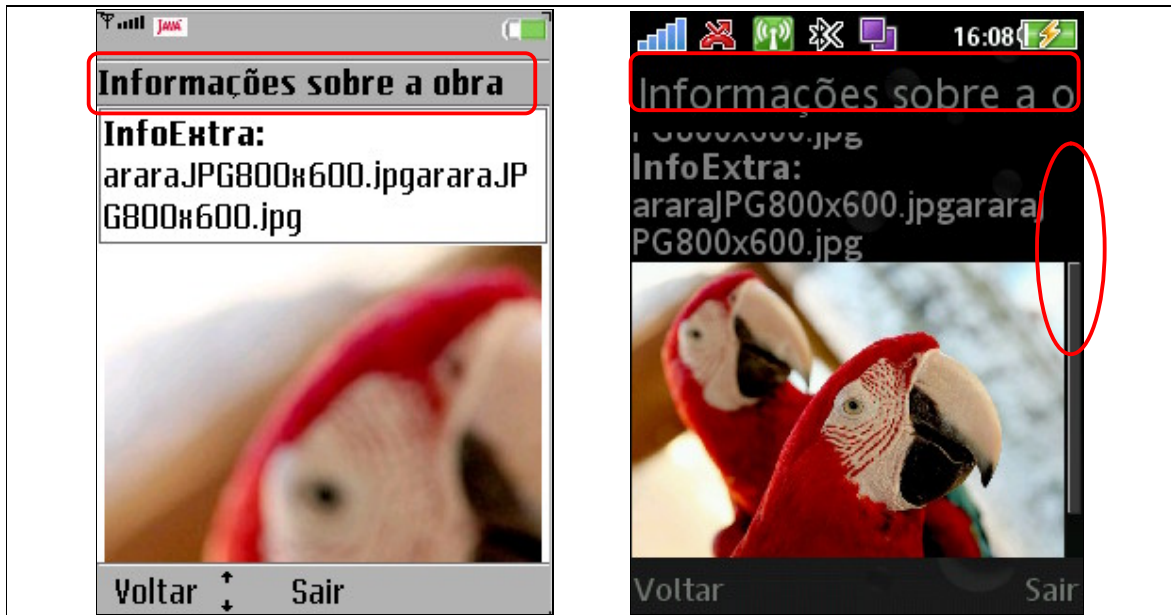 JAVA
Informações sobre a obra
InfoExtra:
araraJPG800x600.jpgararaJP
G800x600.jpg
Voltar
Sair
16:08
Informações sobre a o
PG800x600.jpg
InfoExtra:
araraJPG800x600.jpgararaJ
PG800x600.jpg
Voltar
Sair